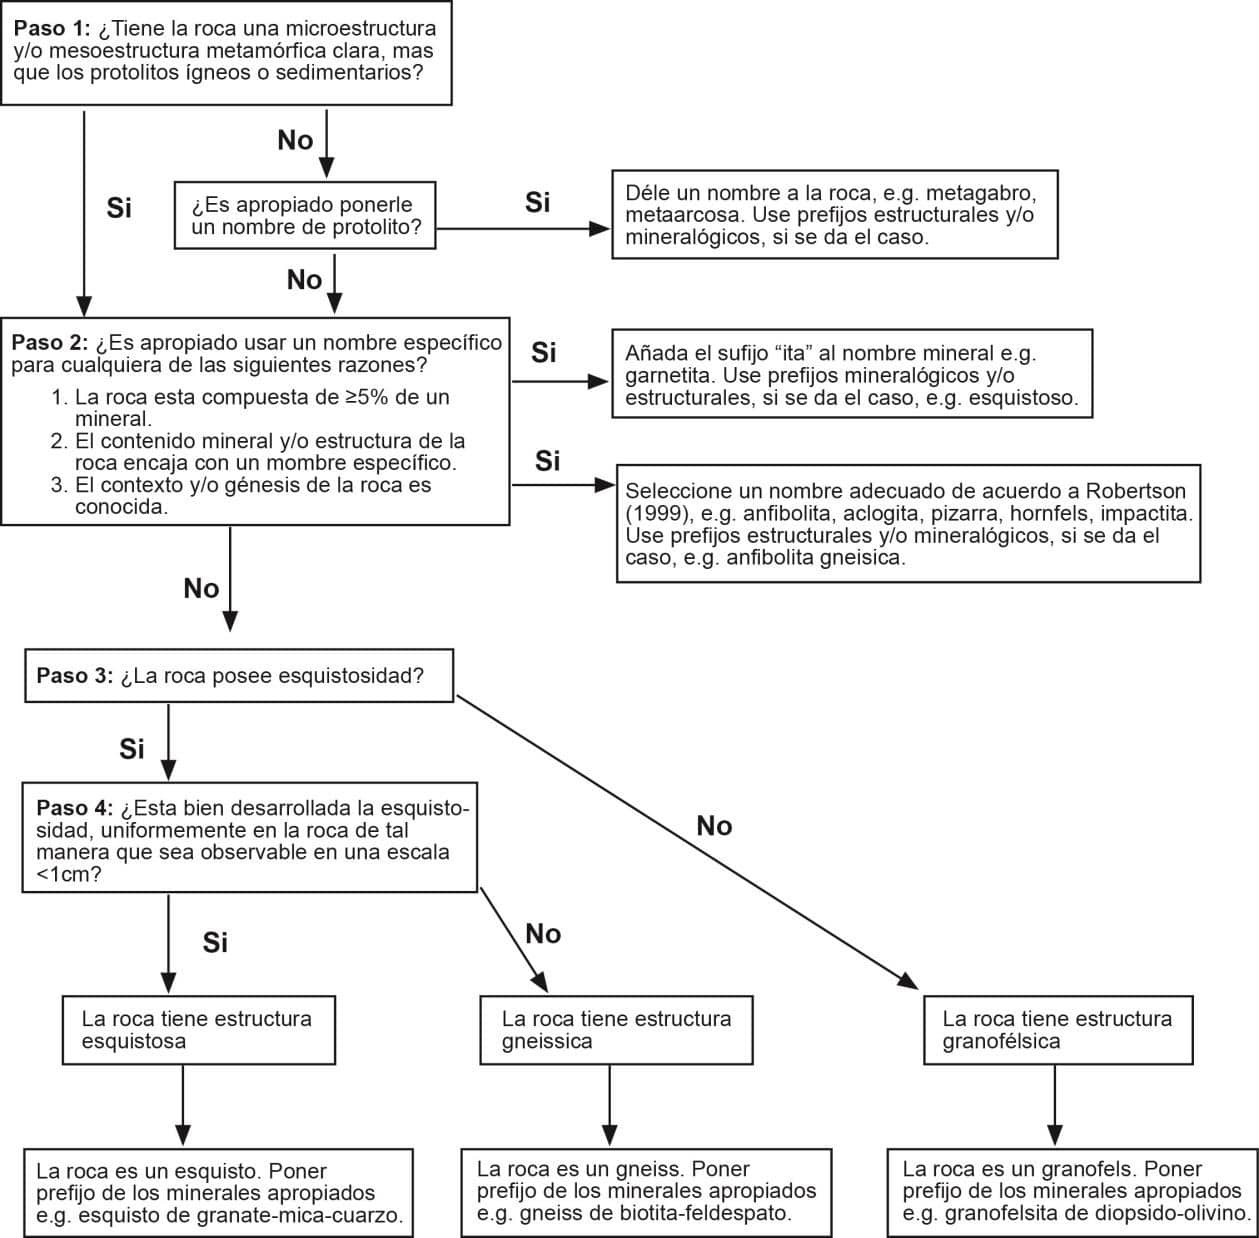 Paso 1: ¿Tiene la roca una microestructura
y/o mesoestructura metamórfica clara, mas
que los protolitos ígneos o sedimentarios?
No
Si
¿Es apropiado ponerle
un nombre de protolito?
Si
Déle un nombre a la roca, e.g. metagabro,
metaarcosa. Use prefijos estructurales y/o
mineralógicos, si se da el caso.
No
Paso 2: ¿Es apropiado usar un nombre específico
para cualquiera de las siguientes razones?
1. La roca esta compuesta de ≥5% de un
mineral.
2. El contenido mineral y/o estructura de la
roca encaja con un mombre específico.
3. El contexto y/o génesis de la roca es
conocida.
Si
Añada el sufijo “ita” al nombre mineral e.g.
garnetita. Use prefijos mineralógicos y/o
estructurales, si se da el caso, e.g. esquistoso.
Si
Seleccione un nombre adecuado de acuerdo a Robertson
(1999), e.g. anfibolita, aclogita, pizarra, hornfels, impactita.
Use prefijos estructurales y/o mineralógicos, si se da el
caso, e.g. anfibolita gneisica.
No
Paso 3: ¿La roca posee esquistosidad?
Si
No
Paso 4: ¿Esta bien desarrollada la esquisto-
sidad, uniformemente en la roca de tal
manera que sea observable en una escala
<1cm?
Si
No
La roca tiene estructura
esquistosa
La roca tiene estructura
gneissica
La roca tiene estructura
granofélsica
La roca es un esquisto. Poner
prefijo de los minerales apropiados
e.g. esquisto de granate-mica-cuarzo.
La roca es un gneiss. Poner
prefijo de los minerales apropiados
e.g. gneiss de biotita-feldespato.
La roca es un granofels. Poner
prefijo de los minerales apropiados
e.g. granofelsita de diopsido-olivino.